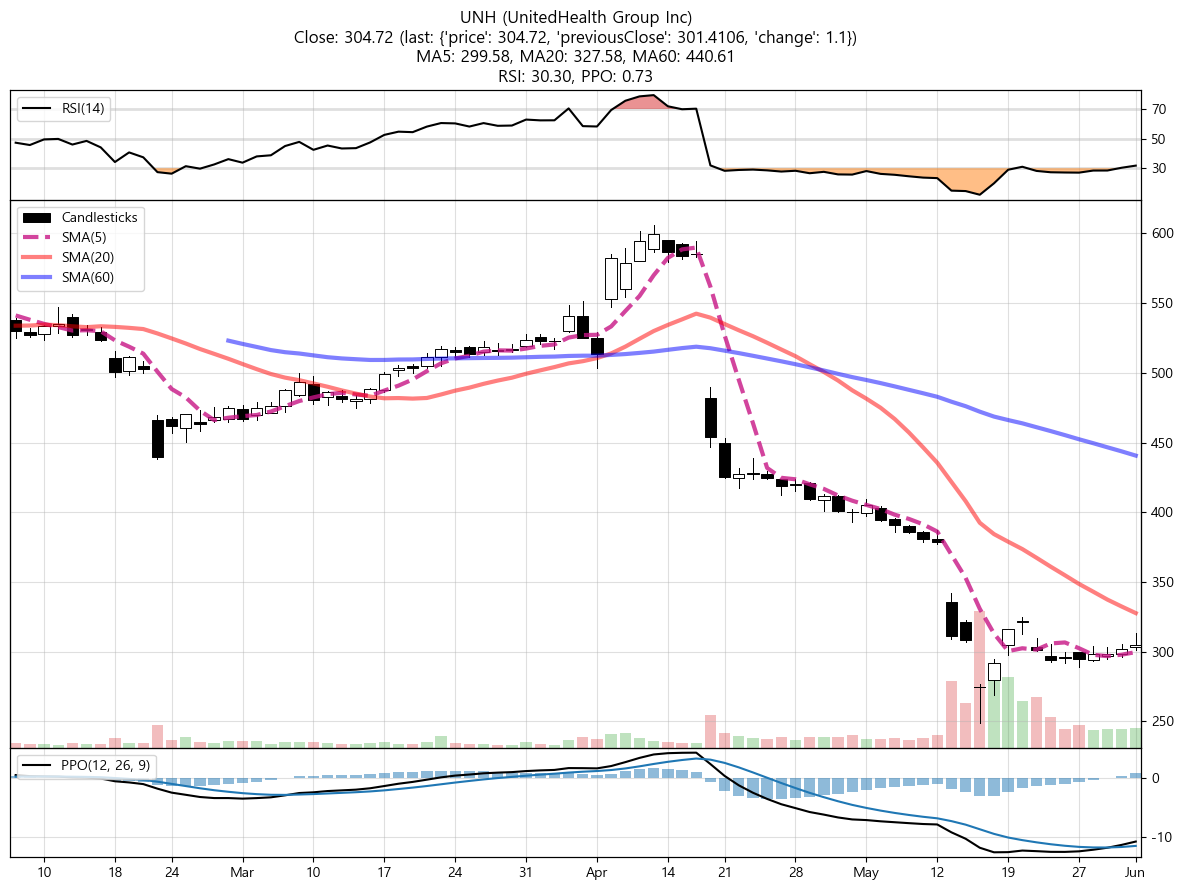 UNH (UnitedHealth Group Inc)
Close: 304.72 (last: {'price': 304.72, 'previousClose': 301.4106, 'change': 1.1})
MA5: 299.58, MA20: 327.58, MA60: 440.61
RSI: 30.30, PPO: 0.73
RSI(14)
70
50
30
Candlesticks
SMA(5)
SMA(20)
SMA(60)
600
550
500
450
400
350
300
250
PPO(12, 26, 9)
0
-10
10 18 24 Mar 10 17 24 31 Apr 14 21 28 May 12 19 27 Jun